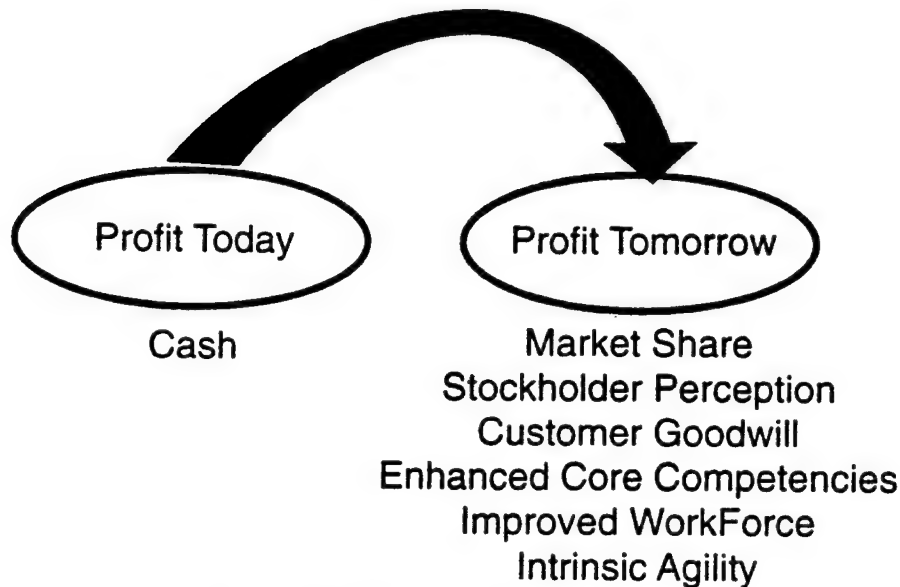 Profit Today
Profit Tomorrow
Cash
Market Share
Stockholder Perception
Customer Goodwill
Enhanced Core Competencies
Improved WorkForce
Intrinsic Agility